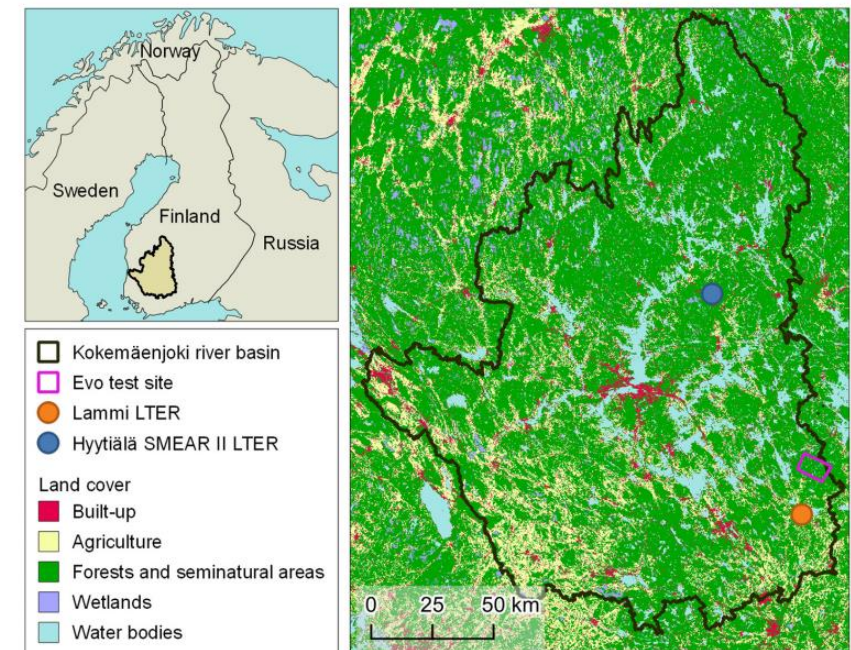 Norway
Sweden
Finland
Russia
Kokemäenjoki river basin
Evo test site
Lammi LTER
Hyytiälä SMEAR II LTER
Land cover
Built-up
Agriculture
Forests and seminatural areas
Wetlands
Water bodies
0 25 50 km